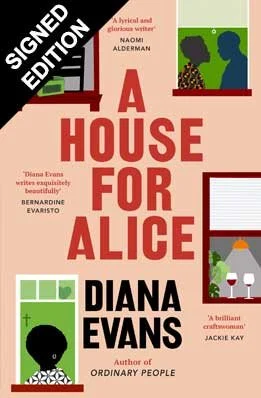 SIGNED
EDITION
'A lyrical and
glorious writer'
NAOMI
ALDERMAN
A
HOUSE
FOR
ALICE
'Diana Evans
writes exquisitely
beautifully'
BERNARDINE
EVARISTO
DIANA
EVANS
'A brilliant
craftswoman'
JACKIE KAY
Author of
ORDINARY PEOPLE